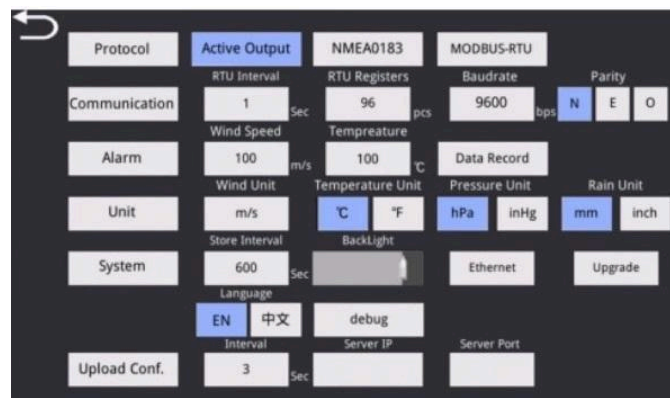 Protocol Active Output NMEA0183 MODBUS-RTU
RTU Interval RTU Registers Baudrate Parity
Communication 1 Sec 96 pcs 9600 bps N E O
Wind Speed Tempreature
Alarm 100 m/s 100 ℃ Data Record
Wind Unit Temperature Unit Pressure Unit Rain Unit
Unit m/s ℃ ℉ hPa inHg mm inch
Store Interval BackLight
System 600 Sec Ethernet Upgrade
Language
EN 中文 debug
Interval Server IP Server Port
Upload Conf. 3 Sec